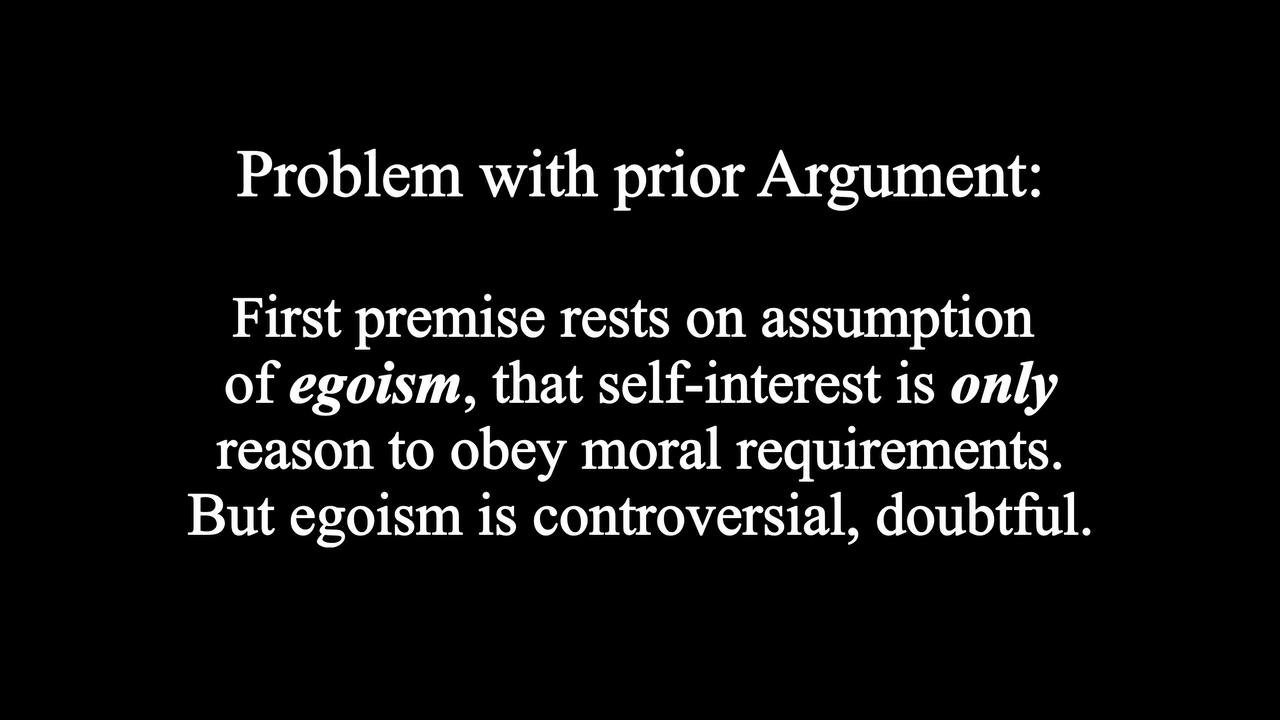 Problem with prior Argument:
First premise rests on assumption
of egoism, that self-interest is only
reason to obey moral requirements.
But egoism is controversial, doubtful.